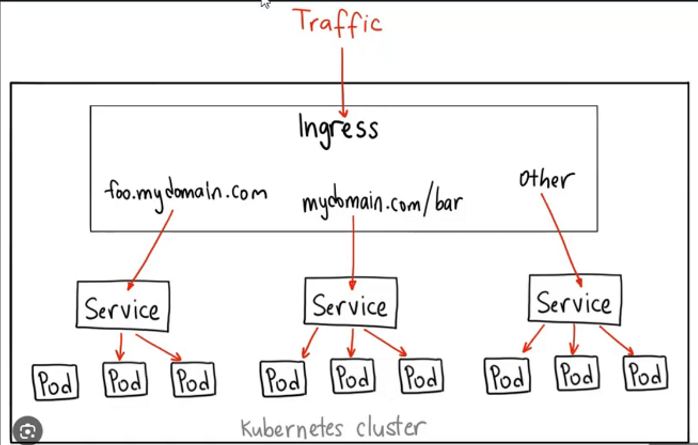 Traffic
Ingress
foo.mydomain.com
mydomain.com/bar
Other
Service
Service
Service
Pod
Pod
Pod
Pod
Pod
Pod
Pod
Pod
Pod
Kubernetes cluster